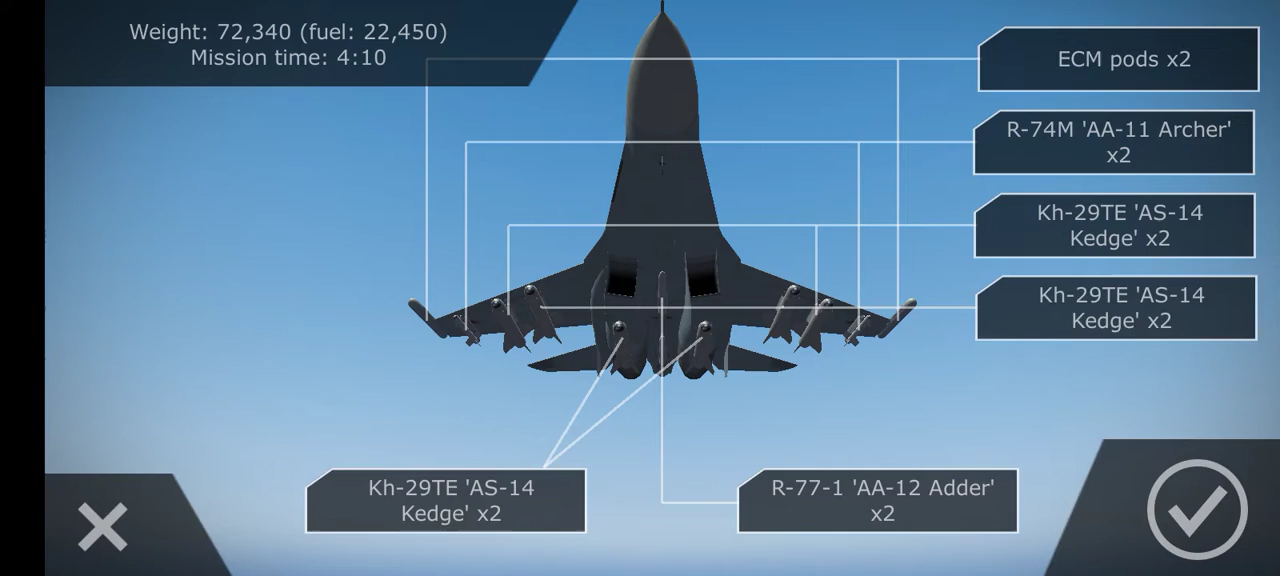 Weight: 72,340 (fuel: 22,450)
Mission time: 4:10
ECM pods x2
R-74M 'AA-11 Archer'
x2
Kh-29TE 'AS-14
Kedge' x2
Kh-29TE 'AS-14
Kedge' x2
Kh-29TE 'AS-14
Kedge' x2
R-77-1 'AA-12 Adder'
x2